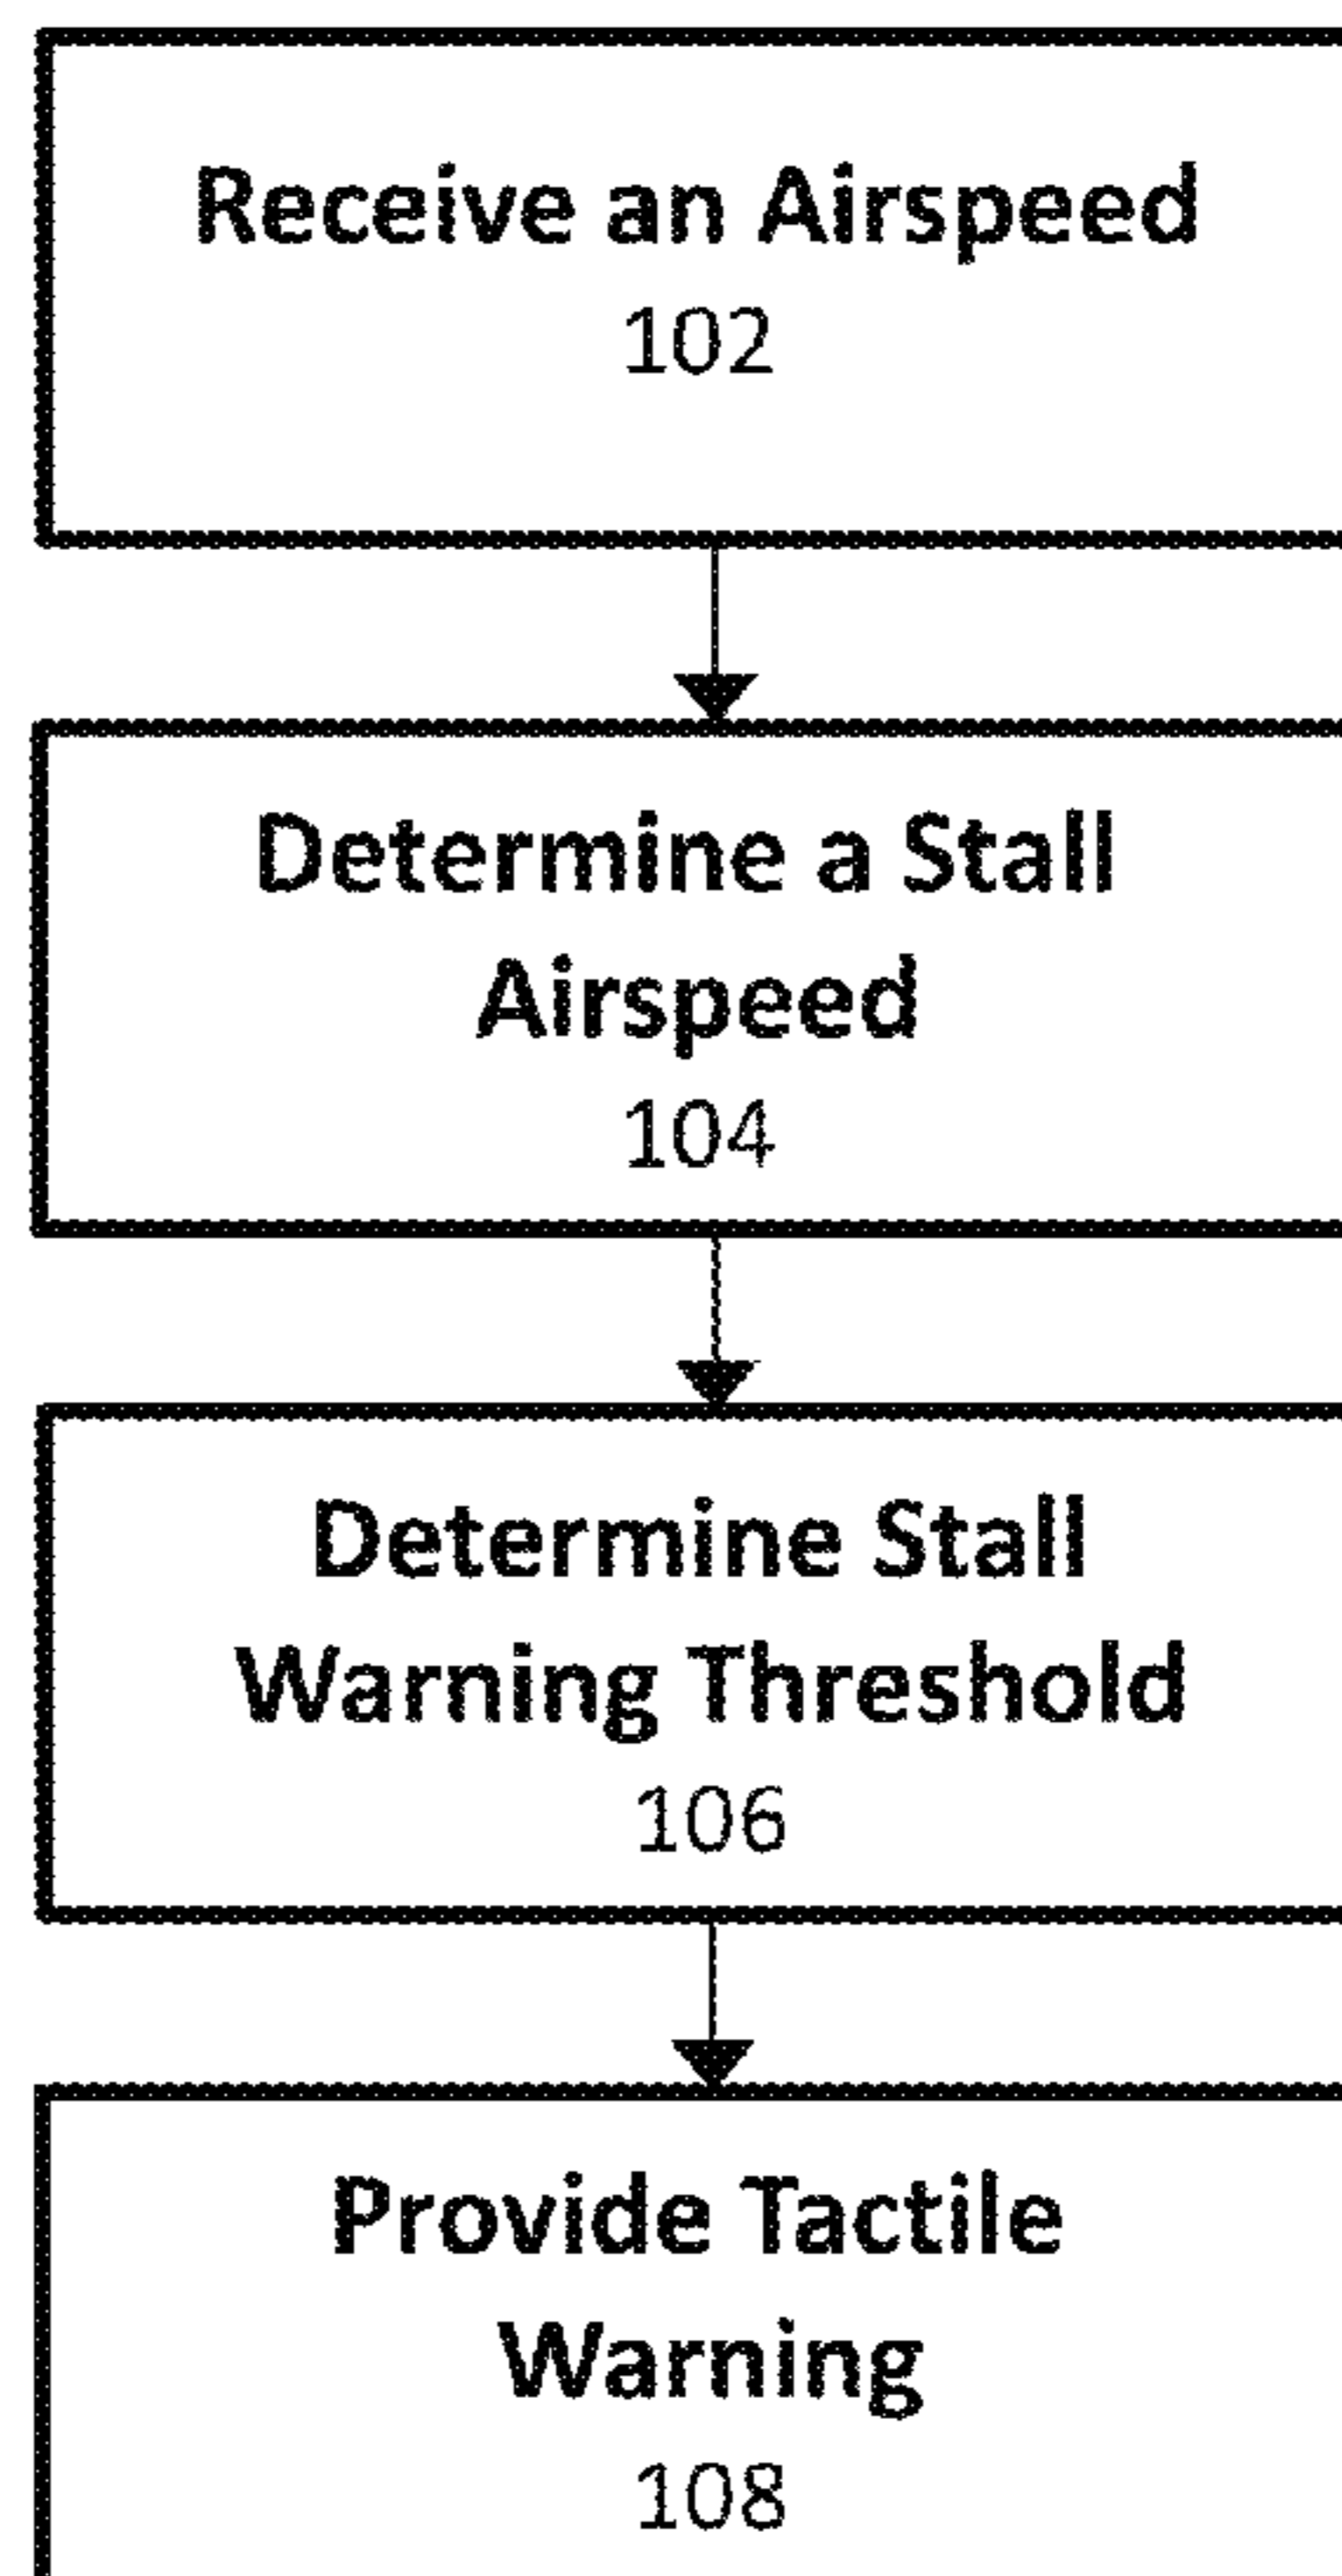 Receive an Airspeed
102
Determine a Stall
Airspeed
104
Determine Stall
Warning Threshold
106
Provide Tactile
Warning
108